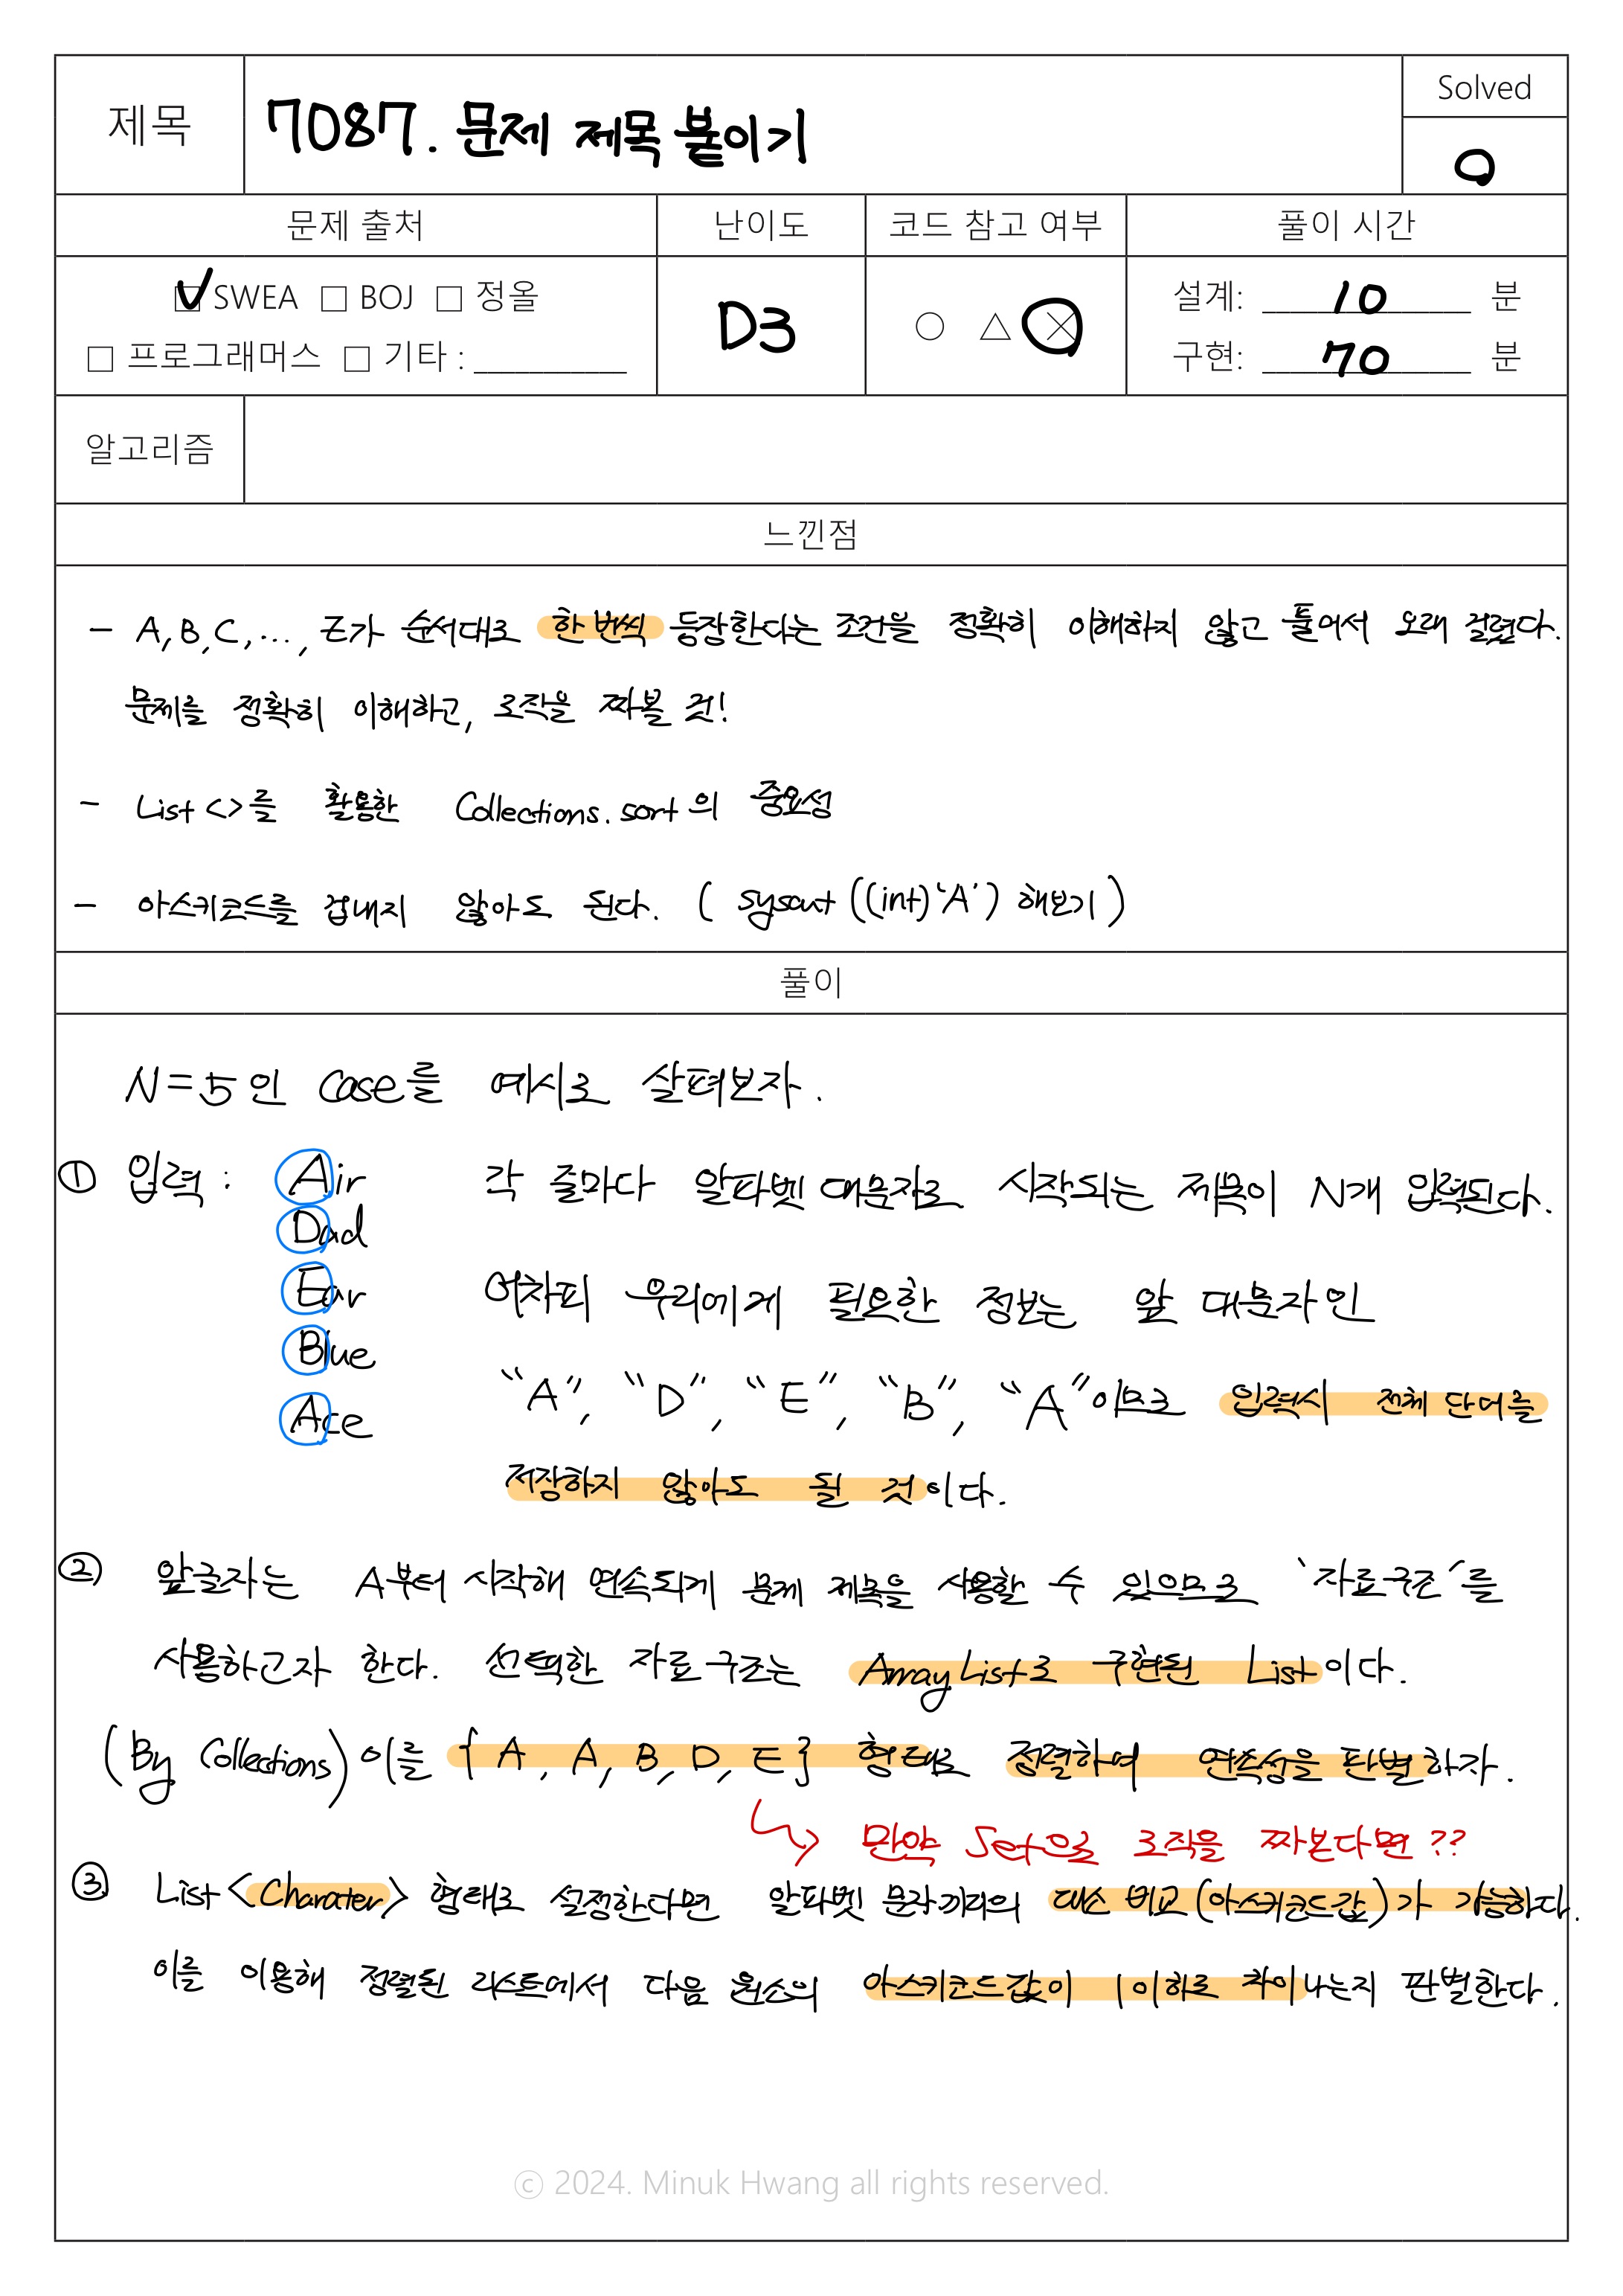 제목
7087. 문제 제목 붙이기
Solved
O
문제 출처
난이도
코드 참고 여부
풀이 시간
☑ SWEA □ BOJ □ 정올
□ 프로그래머스 □ 기타 : __________
D3
○ △ ×
설계: 10 분
구현: 70 분
알고리즘
느낀점
- A, B, C, ..., Z가 순서대로 한 번씩 등장한다는 조건을 정확히 이해하지 않고 풀어서 오래 걸렸다.
문제를 정확히 이해하고, 로직을 짜볼 것!
- List <>를 활용한 Collections.sort의 중요성
- 아스키코드를 겁내지 않아도 된다. ( sysout ((int)'A') 해보기 )
풀이
N=5인 Case를 예시로 살펴보자.
① 입력 : Air 각 줄마다 알파벳 대문자로 시작되는 제목이 N개 입력된다.
Dad
Ear 어차피 우리에게 필요한 정보는 앞 대문자인
Blue
Ace "A", "D", "E", "B", "A"이므로 입력시 전체 단어를
저장하지 않아도 될 것이다.
② 앞글자는 A부터 시작해 연속되게 문제 제목을 사용할 수 있으므로 '자료구조'를
사용하고자 한다. 선택한 자료구조는 ArrayList로 구현된 List이다.
(By Collections) 이를 { A, A, B, D, E} 형태로 정렬하여 연속성을 판별하자.
만약 Set으로 로직을 짜본다면 ??
③ List <Charater> 형태로 설정한다면 알파벳 문자끼리의 대소 비교 (아스키코드값)가 가능하다.
이를 이용해 정렬된 리스트에서 다음 원소의 아스키코드값이 1이하로 차이나는지 판별한다.
ⓒ 2024. Minuk Hwang all rights reserved.